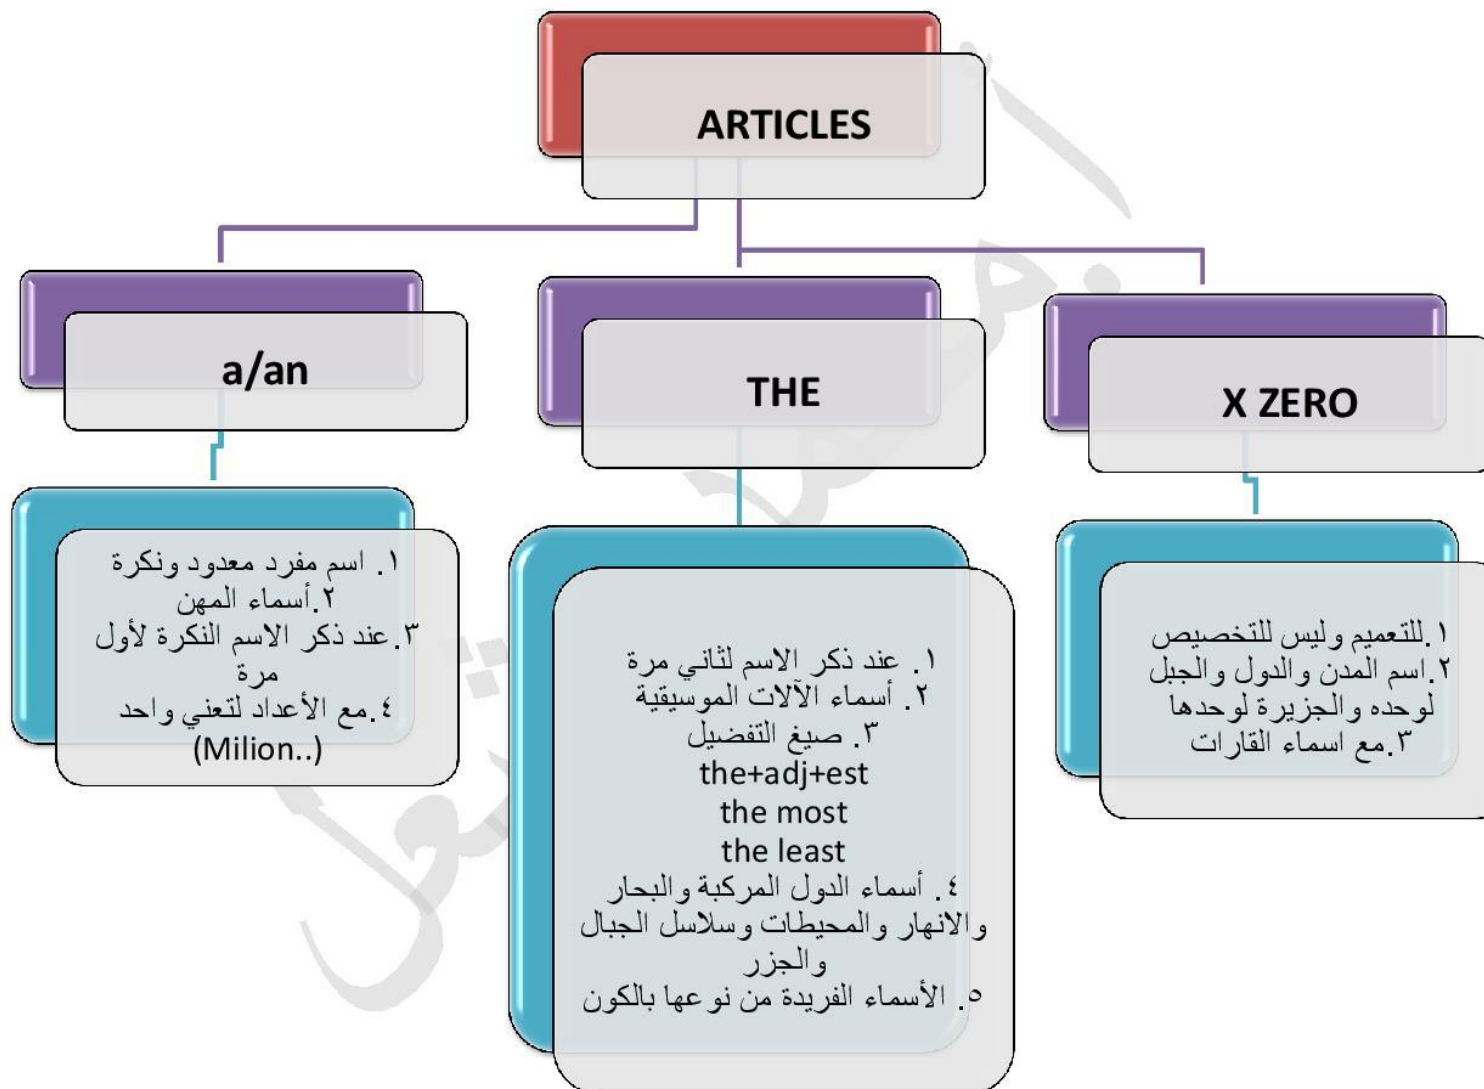 ARTICLES
a/an
THE
X ZERO
١. اسم مفرد معدود ونكرة
٢.أسماء المهن
٣.عند ذكر الاسم النكرة لأول
مرة
٤.مع الأعداد لتعني واحد
(Milion..)
١. عند ذكر الاسم لثاني مرة
٢. أسماء الآلات الموسيقية
٣. صيغ التفضيل
the+adj+est
the most
the least
٤. أسماء الدول المركبة والبحار
والانهار والمحيطات وسلاسل الجبال
والجزر
٥. الأسماء الفريدة من نوعها بالكون
١.للتعميم وليس للتخصيص
٢.اسم المدن والدول والجبل
لوحده والجزيرة لوحدها
٣.مع اسماء القارات